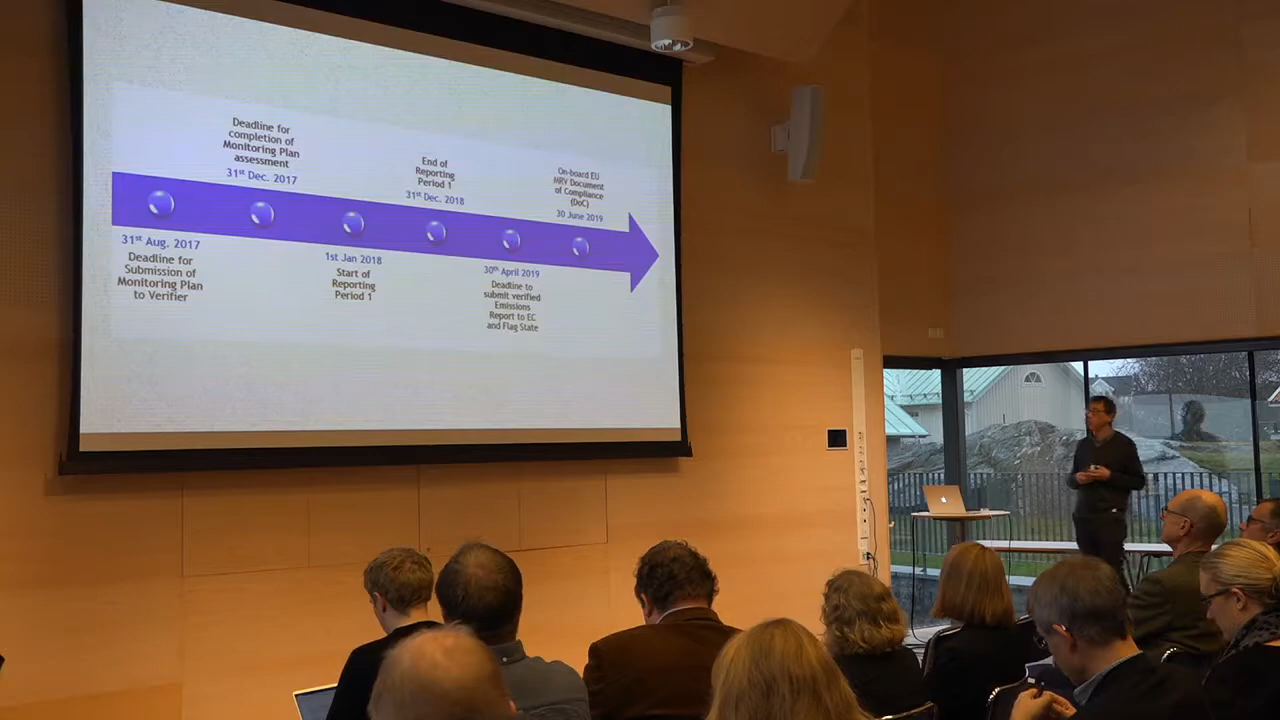 Deadline for
completion of
Monitoring Plan
assessment
31st Dec. 2017
End of
Reporting
Period 1
31st Dec. 2018
On-board EU
MRV Document
of Compliance
(DoC)
30 June 2019
31st Aug. 2017
Deadline for
Submission of
Monitoring Plan
to Verifier
1st Jan 2018
Start of
Reporting
Period 1
30th April 2019
Deadline to
submit verified
Emissions
Report to EC
and Flag State